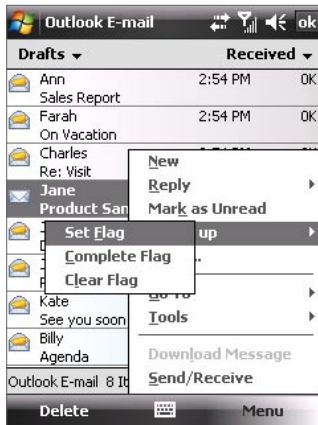 Outlook E-mail ok
Drafts Received
Ann 2:54 PM 0K
Sales Report
Farah 2:54 PM 0K
On Vacation
Charles
Re: Visit
New
Jane
Reply
Product San
Mark as Unread
Set Flag up
Complete Flag ..
Clear Flag
Kate
See you soon
Tools
Billy
Agenda
Download Message
Outlook E-mail 8 It
Send/Receive
Delete Menu